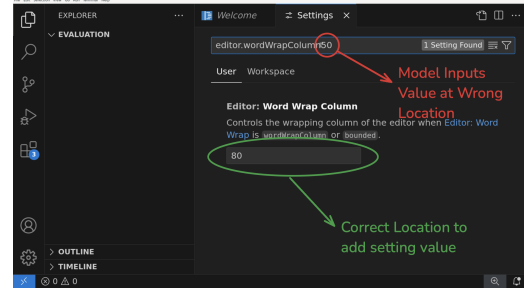 EXPLORER
EVALUATION
Welcome
Settings
editor.wordWrapColumn50
1 Setting Found
User Workspace
Model Inputs
Value at Wrong
Location
Editor: Word Wrap Column
Controls the wrapping column of the editor when Editor: Word
Wrap is wordWrapColumn or bounded.
80
Correct Location to
add setting value
3
OUTLINE
TIMELINE
0 0